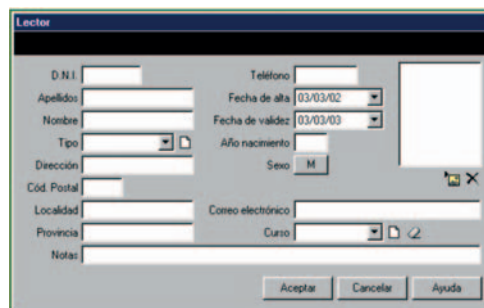 Lector
D.N.I. Teléfono
Apellidos Fecha de alta 03/03/02
Nombre Fecha de validez 03/03/03
Tipo Año nacimiento
Dirección Sexo M
Cód. Postal
Localidad Correo electrónico
Provincia Curso
Notas
Aceptar Cancelar Ayuda